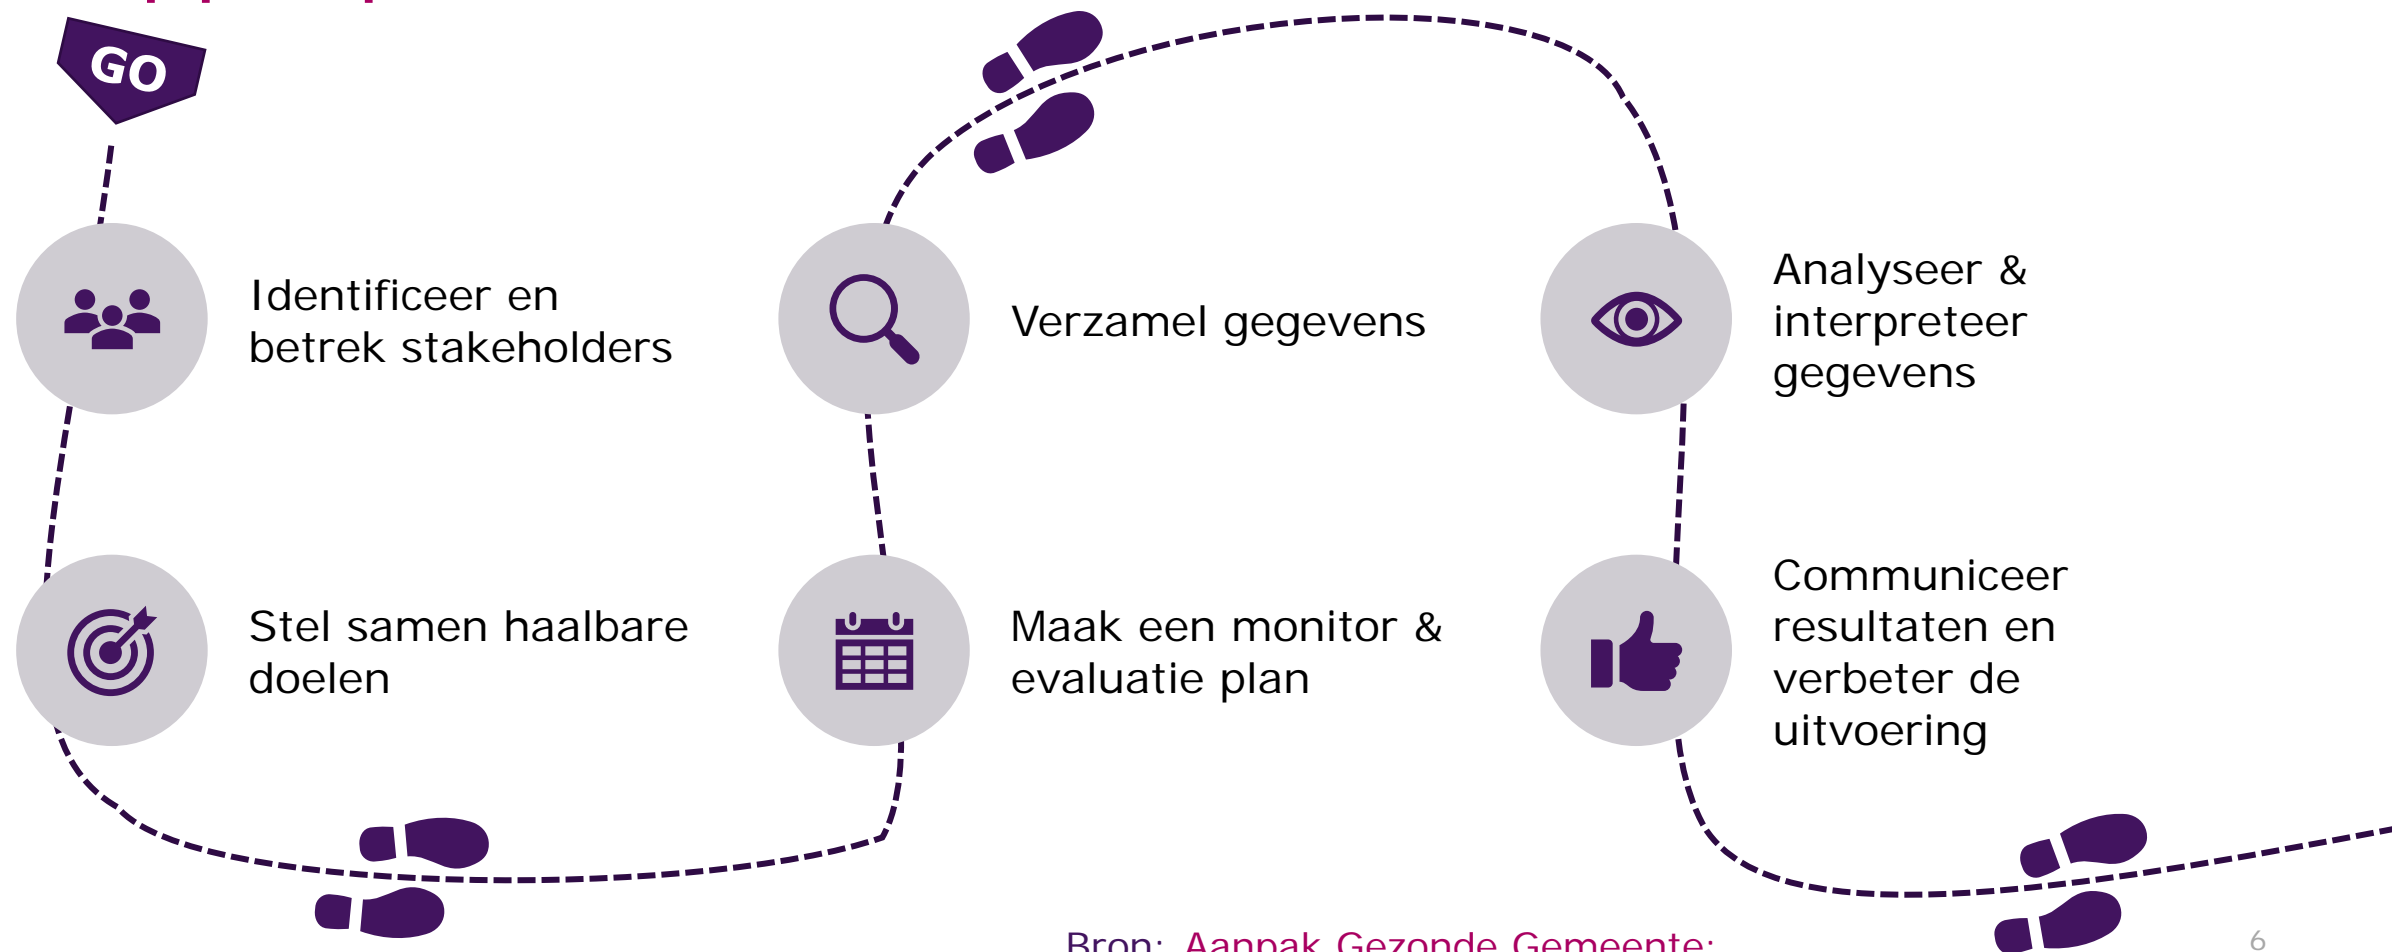 GO
Identificeer en
betrek stakeholders
Stel samen haalbare
doelen
Maak een monitor &
evaluatie plan
Verzamel gegevens
Analyseer &
interpreteer
gegevens
Communiceer
resultaten en
verbeter de
uitvoering
Bron: Aanpak Gezonde Gemeente:
6